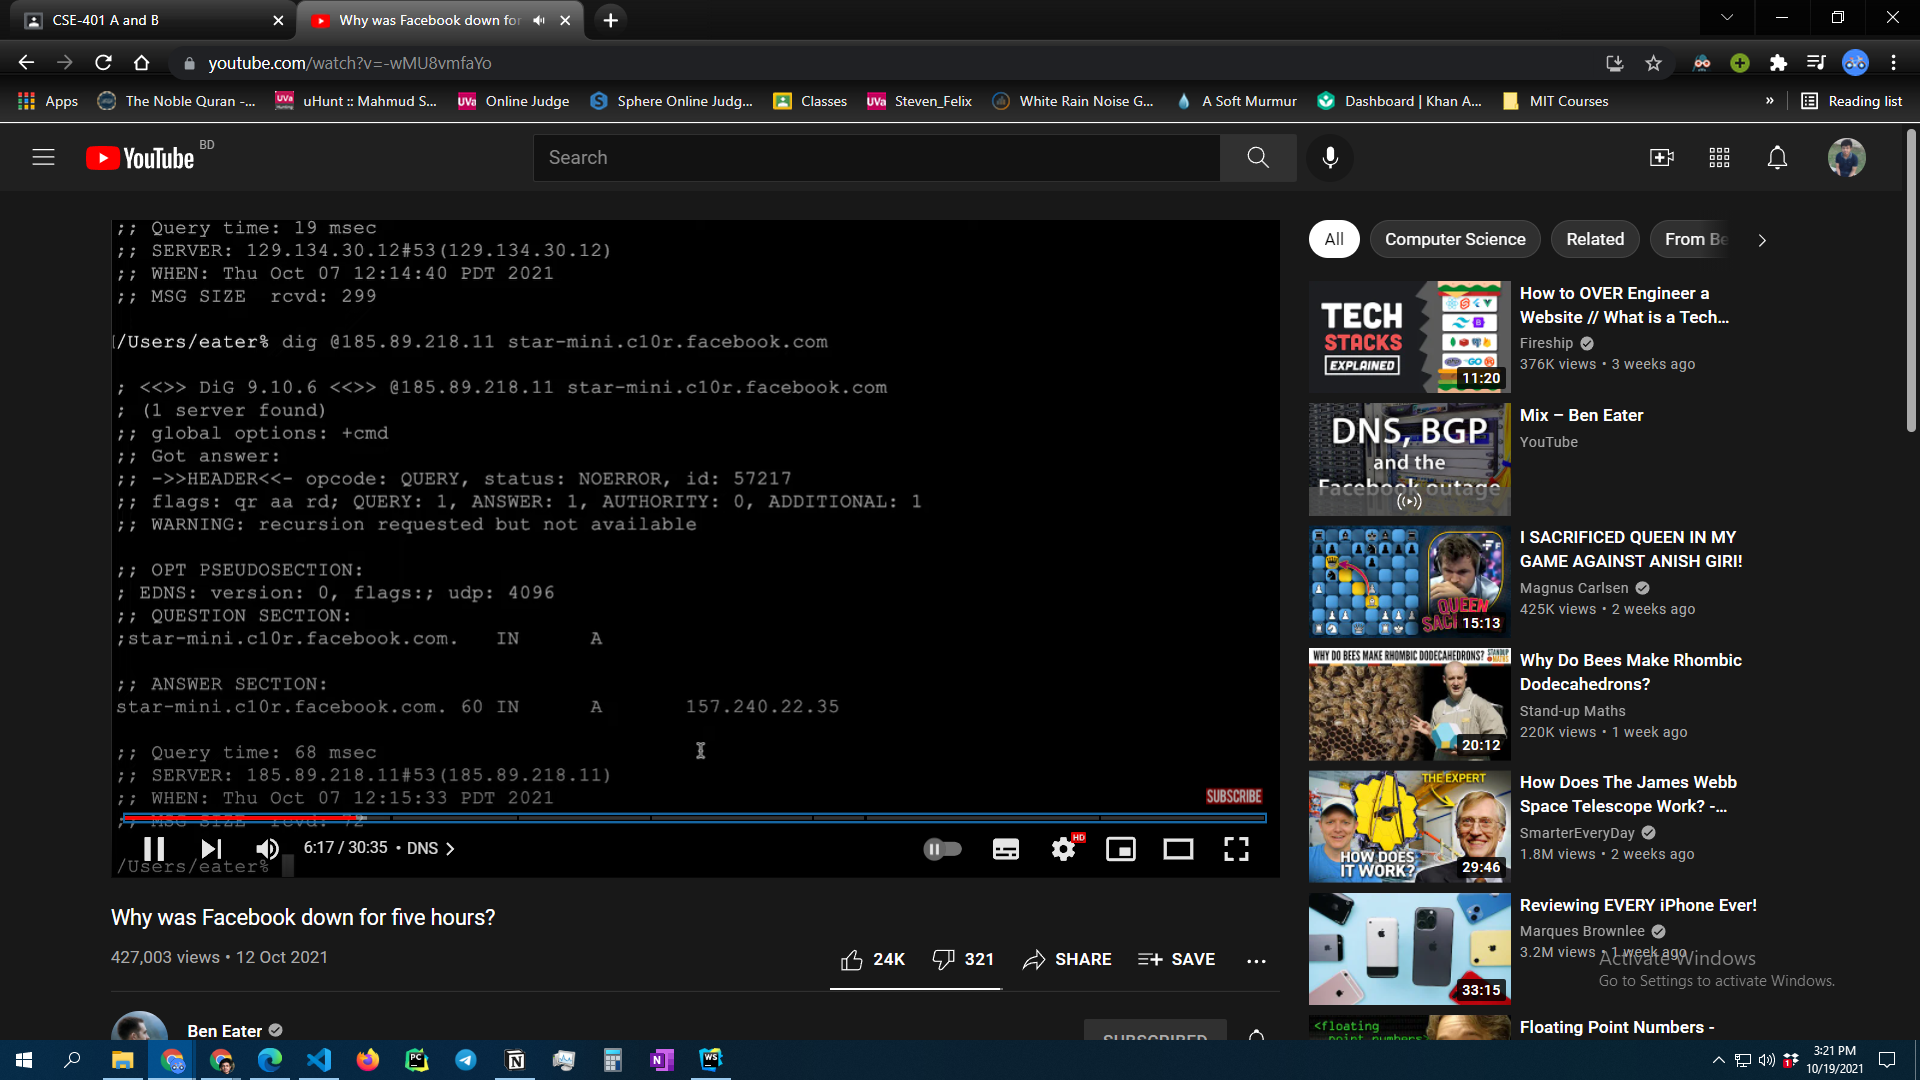 CSE-401 A and B
Why was Facebook down for
youtube.com/watch?v=-wMU8vmfaYo
Apps
The Noble Quran -...
uHunt :: Mahmud S...
Online Judge
Sphere Online Judg...
Classes
Steven_Felix
White Rain Noise G...
A Soft Murmur
Dashboard | Khan A...
MIT Courses
»
Reading list
YouTube BD
Search
;; Query time: 19 msec
;; SERVER: 129.134.30.12#53(129.134.30.12)
;; WHEN: Thu Oct 07 12:14:40 PDT 2021
;; MSG SIZE  rcvd: 299
/Users/eater% dig @185.89.218.11 star-mini.c10r.facebook.com
; <<>> DiG 9.10.6 <<>> @185.89.218.11 star-mini.c10r.facebook.com
; (1 server found)
;; global options: +cmd
;; Got answer:
;; ->>HEADER<<- opcode: QUERY, status: NOERROR, id: 57217
;; flags: qr aa rd; QUERY: 1, ANSWER: 1, AUTHORITY: 0, ADDITIONAL: 1
;; WARNING: recursion requested but not available
;; OPT PSEUDOSECTION:
; EDNS: version: 0, flags:; udp: 4096
;; QUESTION SECTION:
;star-mini.c10r.facebook.com. IN A
;; ANSWER SECTION:
star-mini.c10r.facebook.com. 60 IN A 157.240.22.35
;; Query time: 68 msec
;; SERVER: 185.89.218.11#53(185.89.218.11)
;; WHEN: Thu Oct 07 12:15:33 PDT 2021
;; MSG SIZE  rcvd: 72
SUBSCRIBE
6:17 / 30:35 • DNS
HD
/Users/eater%
Why was Facebook down for five hours?
427,003 views • 12 Oct 2021
24K
321
SHARE
SAVE
Ben Eater
SUBSCRIBED
All
Computer Science
Related
From Be
TECH
STACKS
EXPLAINED
11:20
How to OVER Engineer a
Website // What is a Tech...
Fireship
376K views • 3 weeks ago
DNS, BGP
and the
Facebook outage
Mix – Ben Eater
YouTube
QUEEN
15:13
I SACRIFICED QUEEN IN MY
GAME AGAINST ANISH GIRI!
Magnus Carlsen
425K views • 2 weeks ago
WHY DO BEES MAKE RHOMBIC DODECAHEDRONS?
20:12
Why Do Bees Make Rhombic
Dodecahedrons?
Stand-up Maths
220K views • 1 week ago
THE EXPERT
HOW DOES
IT WORK?
29:46
How Does The James Webb
Space Telescope Work? -...
SmarterEveryDay
1.8M views • 2 weeks ago
33:15
Reviewing EVERY iPhone Ever!
Marques Brownlee
3.2M views • 1 week ago
Activate Windows
Go to Settings to activate Windows.
<floating
point numbers>
Floating Point Numbers -
3:21 PM
10/19/2021